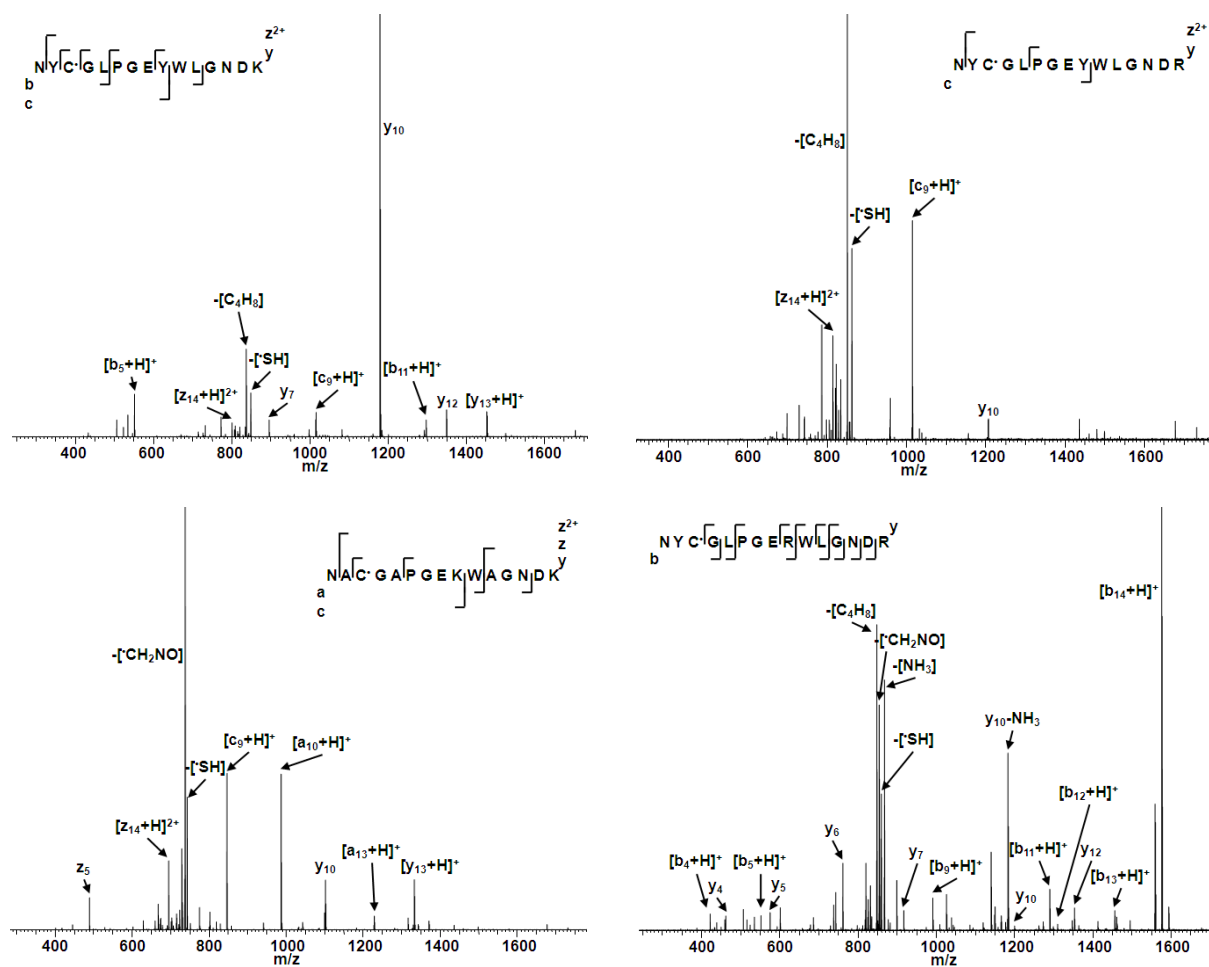 z2+
y
NYC·GLPGEYWLGNDK
b
c
y10
-[C4H8]
-[•SH]
[b5+H]+
[z14+H]2+
y7
[c9+H]+
[b11+H]+
y12
[y13+H]+
400 600 800 1000 1200 1400 1600
m/z
z2+
y
NYC·GLPGEYWLGNDR
c
-[C4H8]
[c9+H]+
-[•SH]
[z14+H]2+
y10
400 600 800 1000 1200 1400 1600
m/z
z2+
z
y
NAC·GAPGEKWAGNDK
a
c
-[•CH2NO]
[c9+H]+
[a10+H]+
-[•SH]
[z14+H]2+
z5
y10
[a13+H]+
[y13+H]+
400 600 800 1000 1200 1400 1600
m/z
y
NYC·GLPGERWLGNDR
b
[b14+H]+
-[C4H8]
-[•CH2NO]
-[NH3]
-[•SH]
y10-NH3
[b12+H]+
y6
[b4+H]+
[b5+H]+
y4
y5
y7
[b9+H]+
[b11+H]+
y12
y10
[b13+H]+
400 600 800 1000 1200 1400 1600
m/z